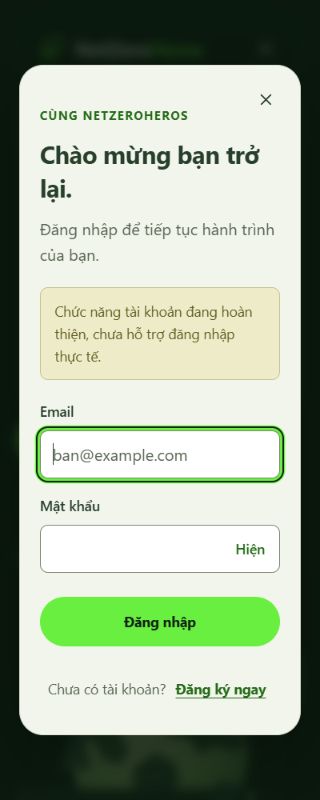 CÙNG NETZEROHEROS
Chào mừng bạn trở
lại.
Đăng nhập để tiếp tục hành trình
của bạn.
Chức năng tài khoản đang hoàn
thiện, chưa hỗ trợ đăng nhập
thực tế.
Email
ban@example.com
Mật khẩu
Hiện
Đăng nhập
Chưa có tài khoản? Đăng ký ngay